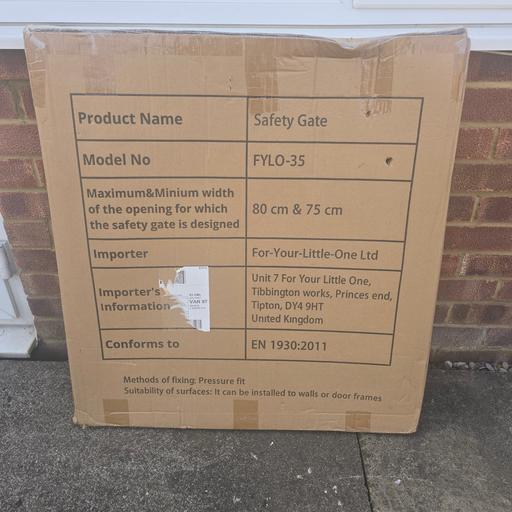 Product Name Safety Gate
Model No FYLO-35
Maximum&Minium width
of the opening for which
the safety gate is designed
80 cm & 75 cm
Importer For-Your-Little-One Ltd
Importer's
Information
Unit 7 For Your Little One,
Tibbington works, Princes end,
Tipton, DY4 9HT
United Kingdom
VAN 97
Conforms to EN 1930:2011
Methods of fixing: Pressure fit
Suitability of surfaces: It can be installed to walls or door frames